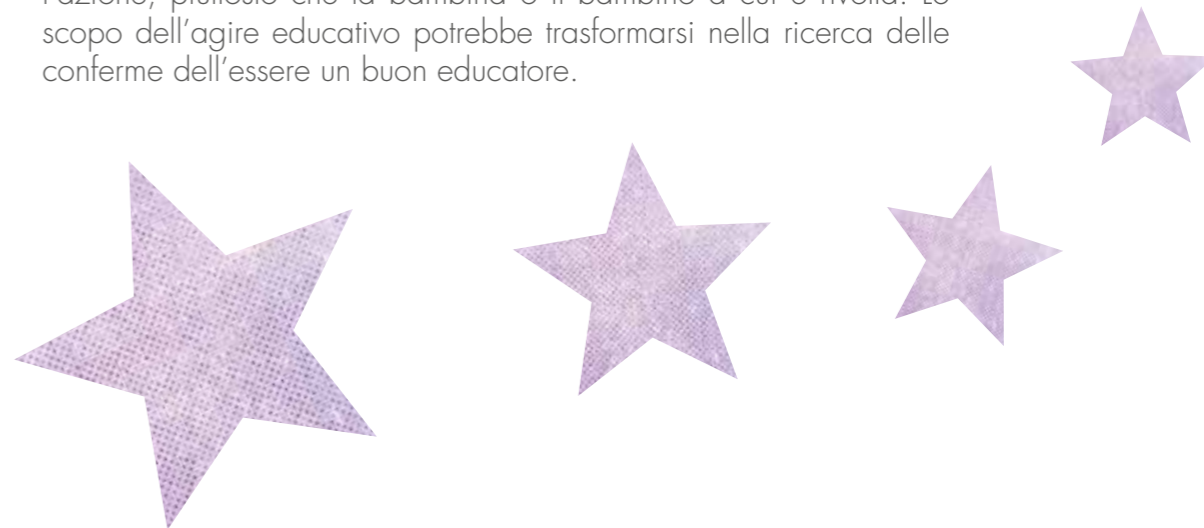 l'azione, piuttosto che la bambina o il bambino a cui è rivolta. Lo
scopo dell'agire educativo potrebbe trasformarsi nella ricerca delle
conferme dell'essere un buon educatore.